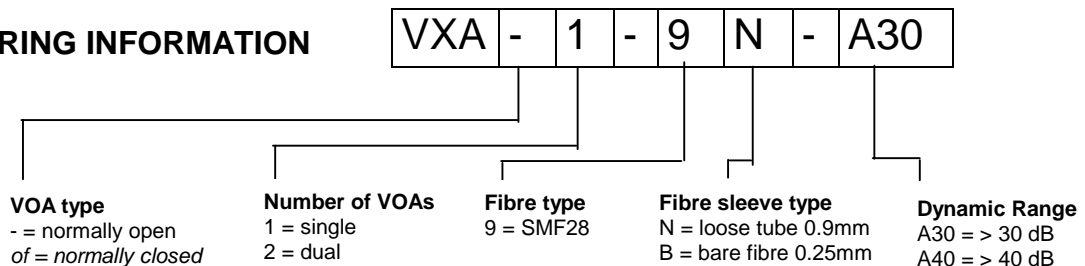 RING INFORMATION
VXA - 1 - 9 N - A30
VOA type
- = normally open
of = normally closed
Number of VOAs
1 = single
2 = dual
Fibre type
9 = SMF28
Fibre sleeve type
N = loose tube 0.9mm
B = bare fibre 0.25mm
Dynamic Range
A30 = > 30 dB
A40 = > 40 dB